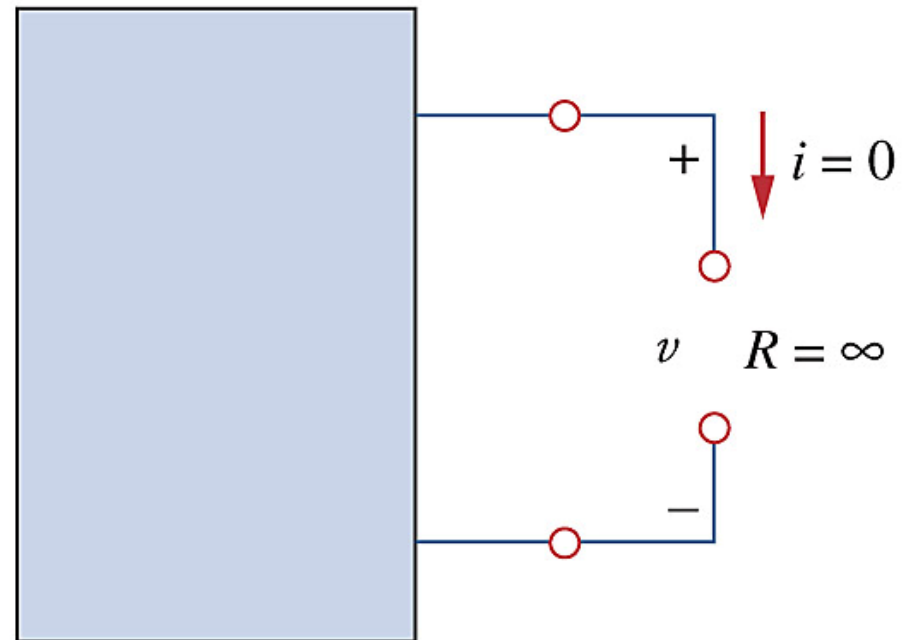 +
i = 0
v
R = ∞
−